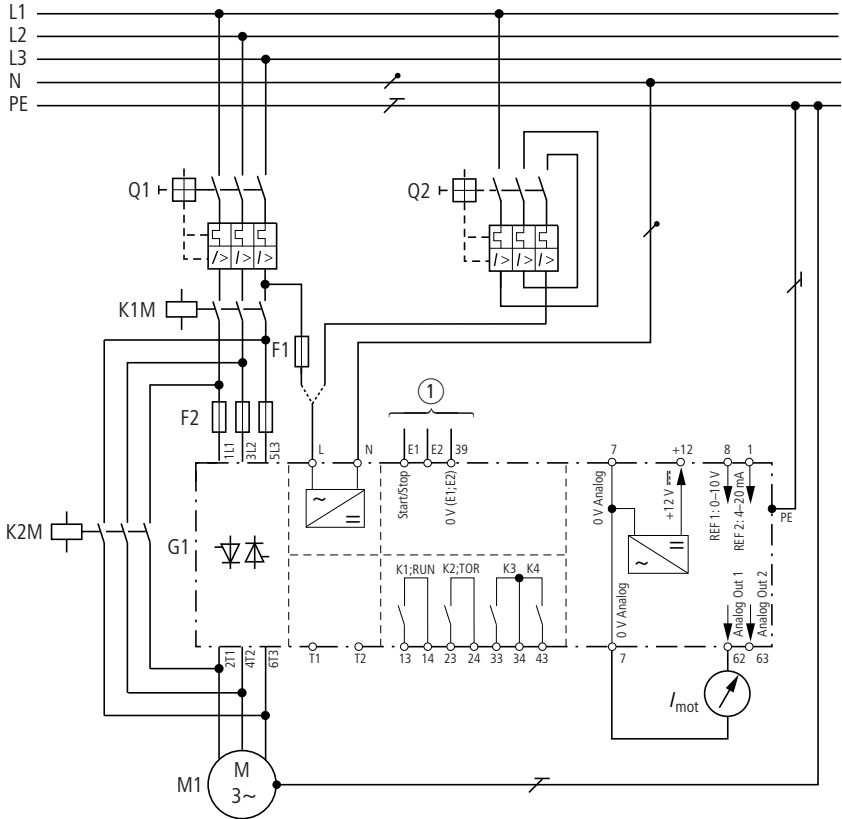 L1
L2
L3
N
PE
Q1
Q2
I> I> I>
I> I> I>
K1M
F1
F2
1
1L1
3L2
5L3
L
N
E1
E2
39
7
+12
8
1
Start/Stop
0 V (E1; E2)
0 V Analog
+12 V
REF 1: 0–10 V
REF 2: 4–20 mA
PE
~
=
~
=
K2M
G1
K1;RUN
K2;TOR
K3
K4
0 V Analog
Analog Out 1
Analog Out 2
2T1
4T2
6T3
T1
T2
13
14
23
24
33
34
43
7
62
63
Imot
M1
M
3~